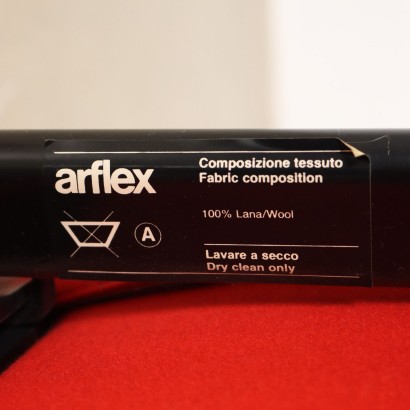 arflex
Composizione tessuto
Fabric composition
100% Lana/Wool
A
Lavare a secco
Dry clean only